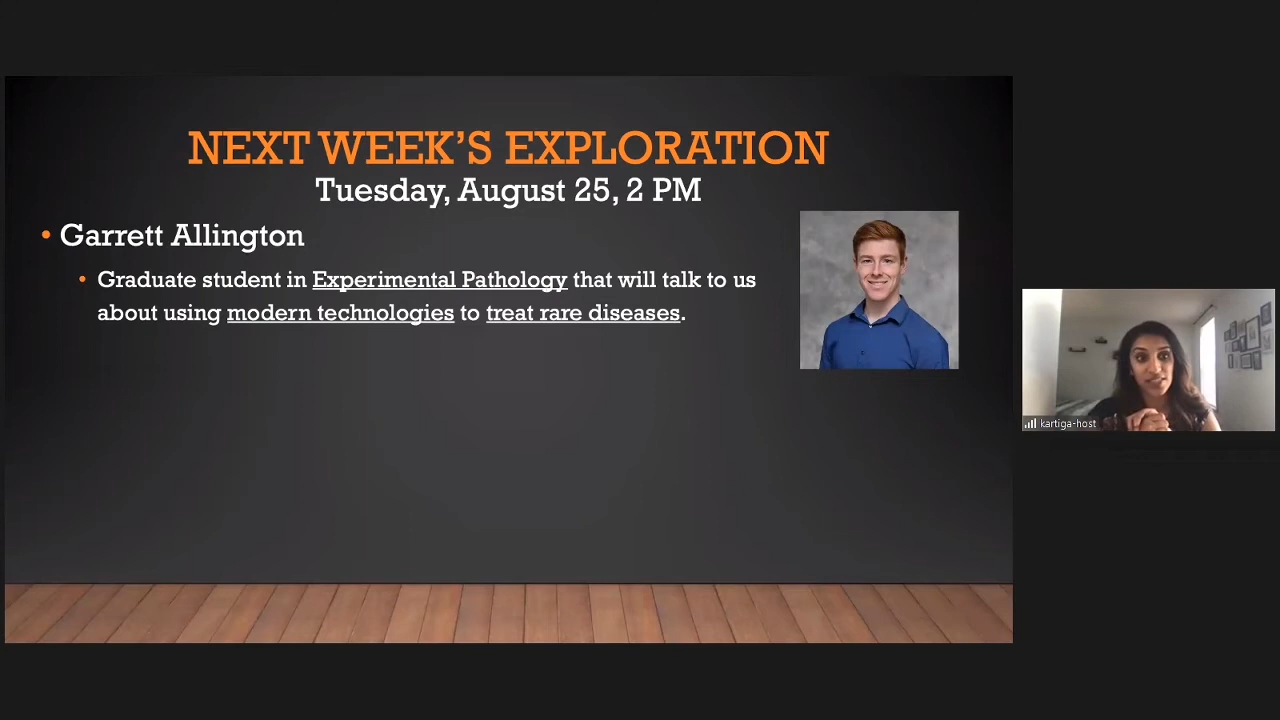 NEXT WEEK’S EXPLORATION
Tuesday, August 25, 2 PM
• Garrett Allington
• Graduate student in Experimental Pathology that will talk to us
about using modern technologies to treat rare diseases.
kartiga-host